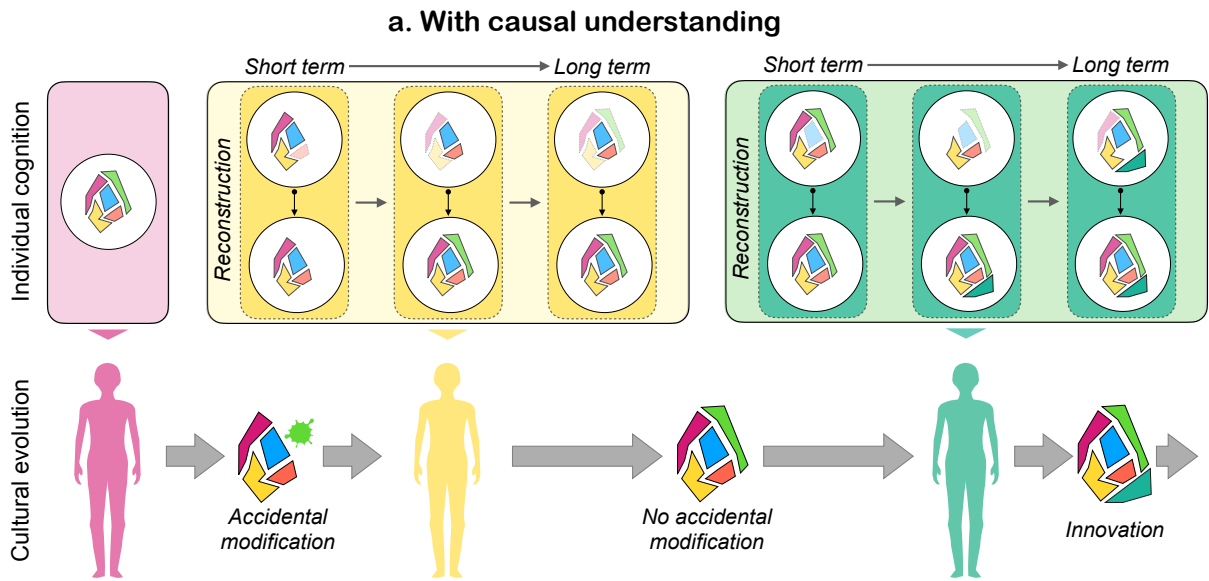 a. With causal understanding
Short term
Long term
Short term
Long term
Individual cognition
Reconstruction
Reconstruction
Cultural evolution
Accidental
modification
No accidental
modification
Innovation